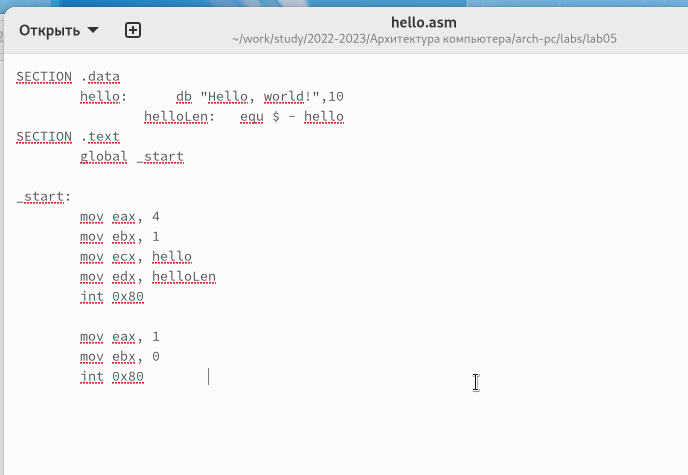 Открыть
hello.asm
~/work/study/2022-2023/Архитектура компьютера/arch-pc/labs/lab05
SECTION .data
hello: db "Hello, world!",10
helloLen: equ $ - hello
SECTION .text
global _start
_start:
mov eax, 4
mov ebx, 1
mov ecx, hello
mov edx, helloLen
int 0x80
mov eax, 1
mov ebx, 0
int 0x80